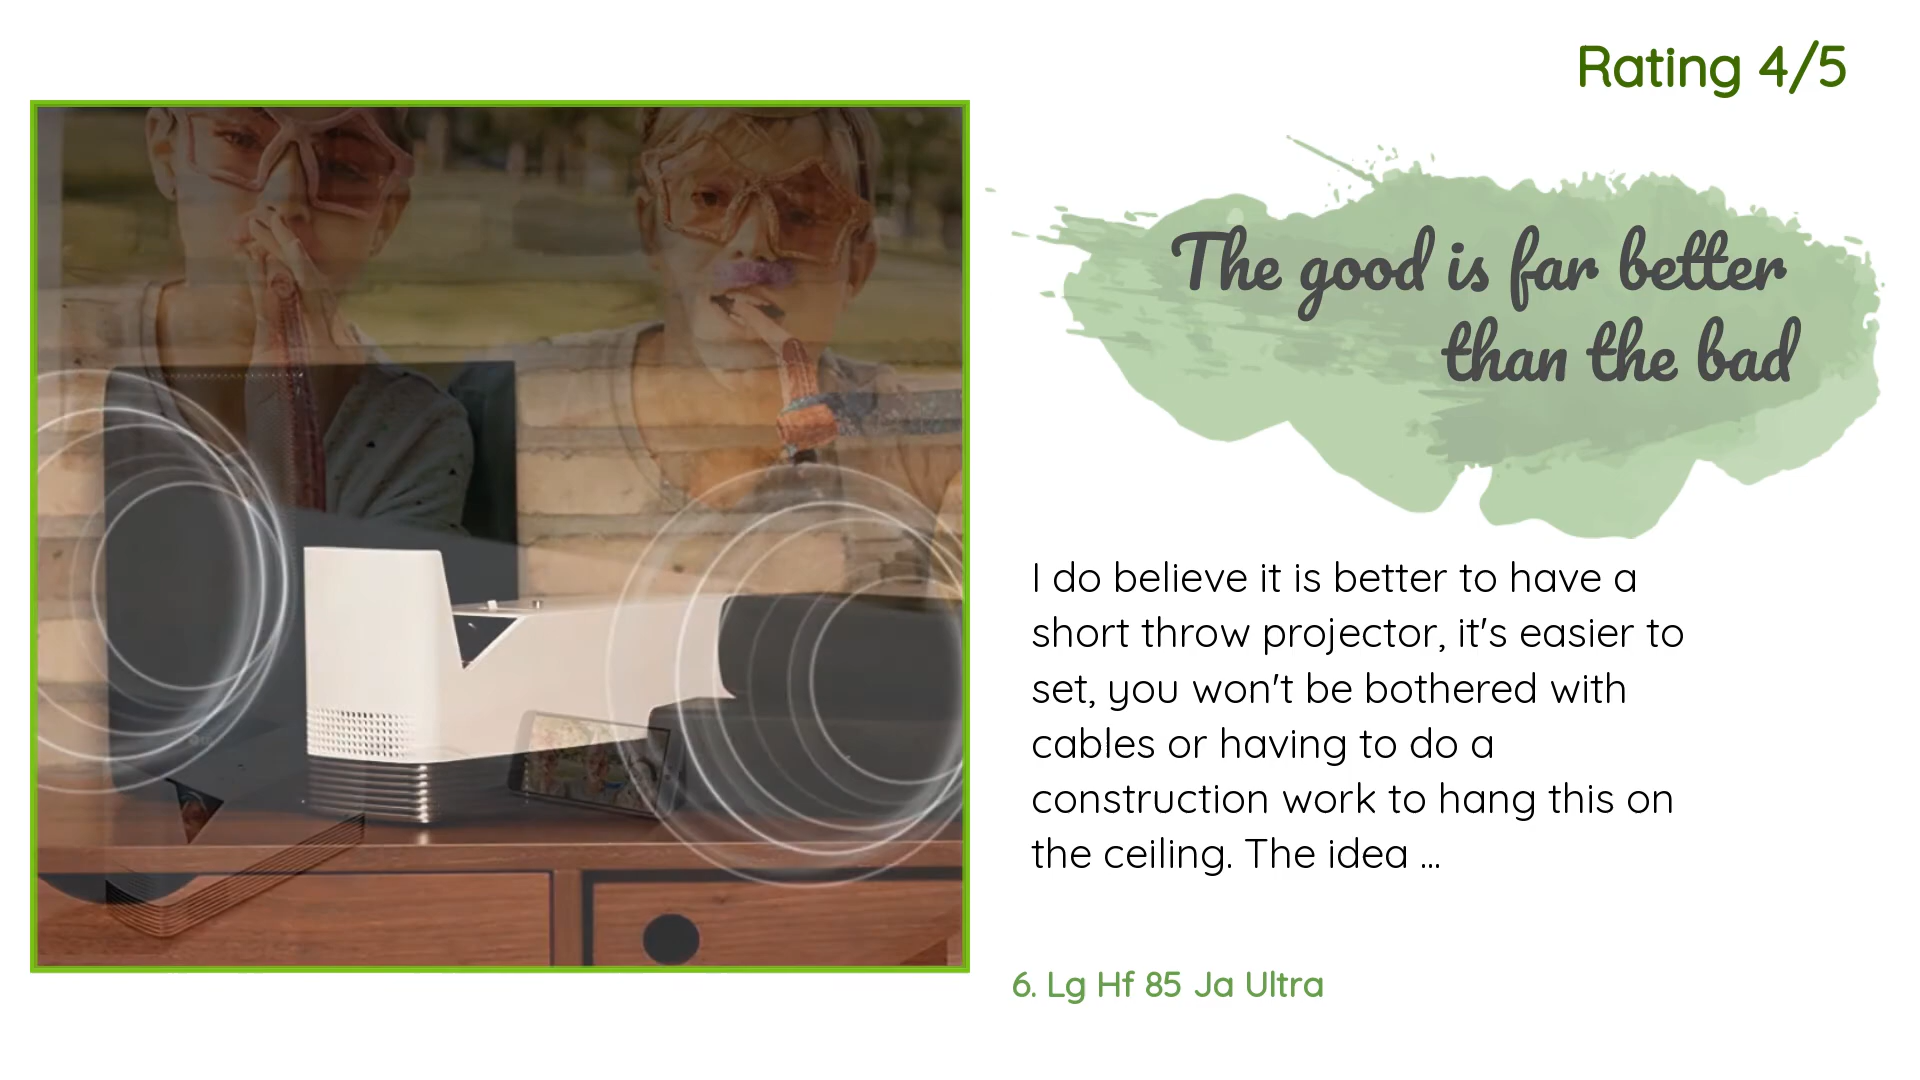 Rating 4/5
The good is far better
than the bad
I do believe it is better to have a
short throw projector, it's easier to
set, you won't be bothered with
cables or having to do a
construction work to hang this on
the ceiling. The idea ...
6. Lg Hf 85 Ja Ultra